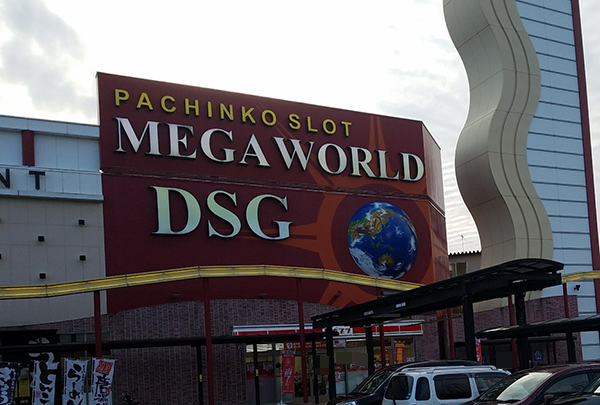 PACHINKO SLOT
MEGAWORLD
DSG
NT